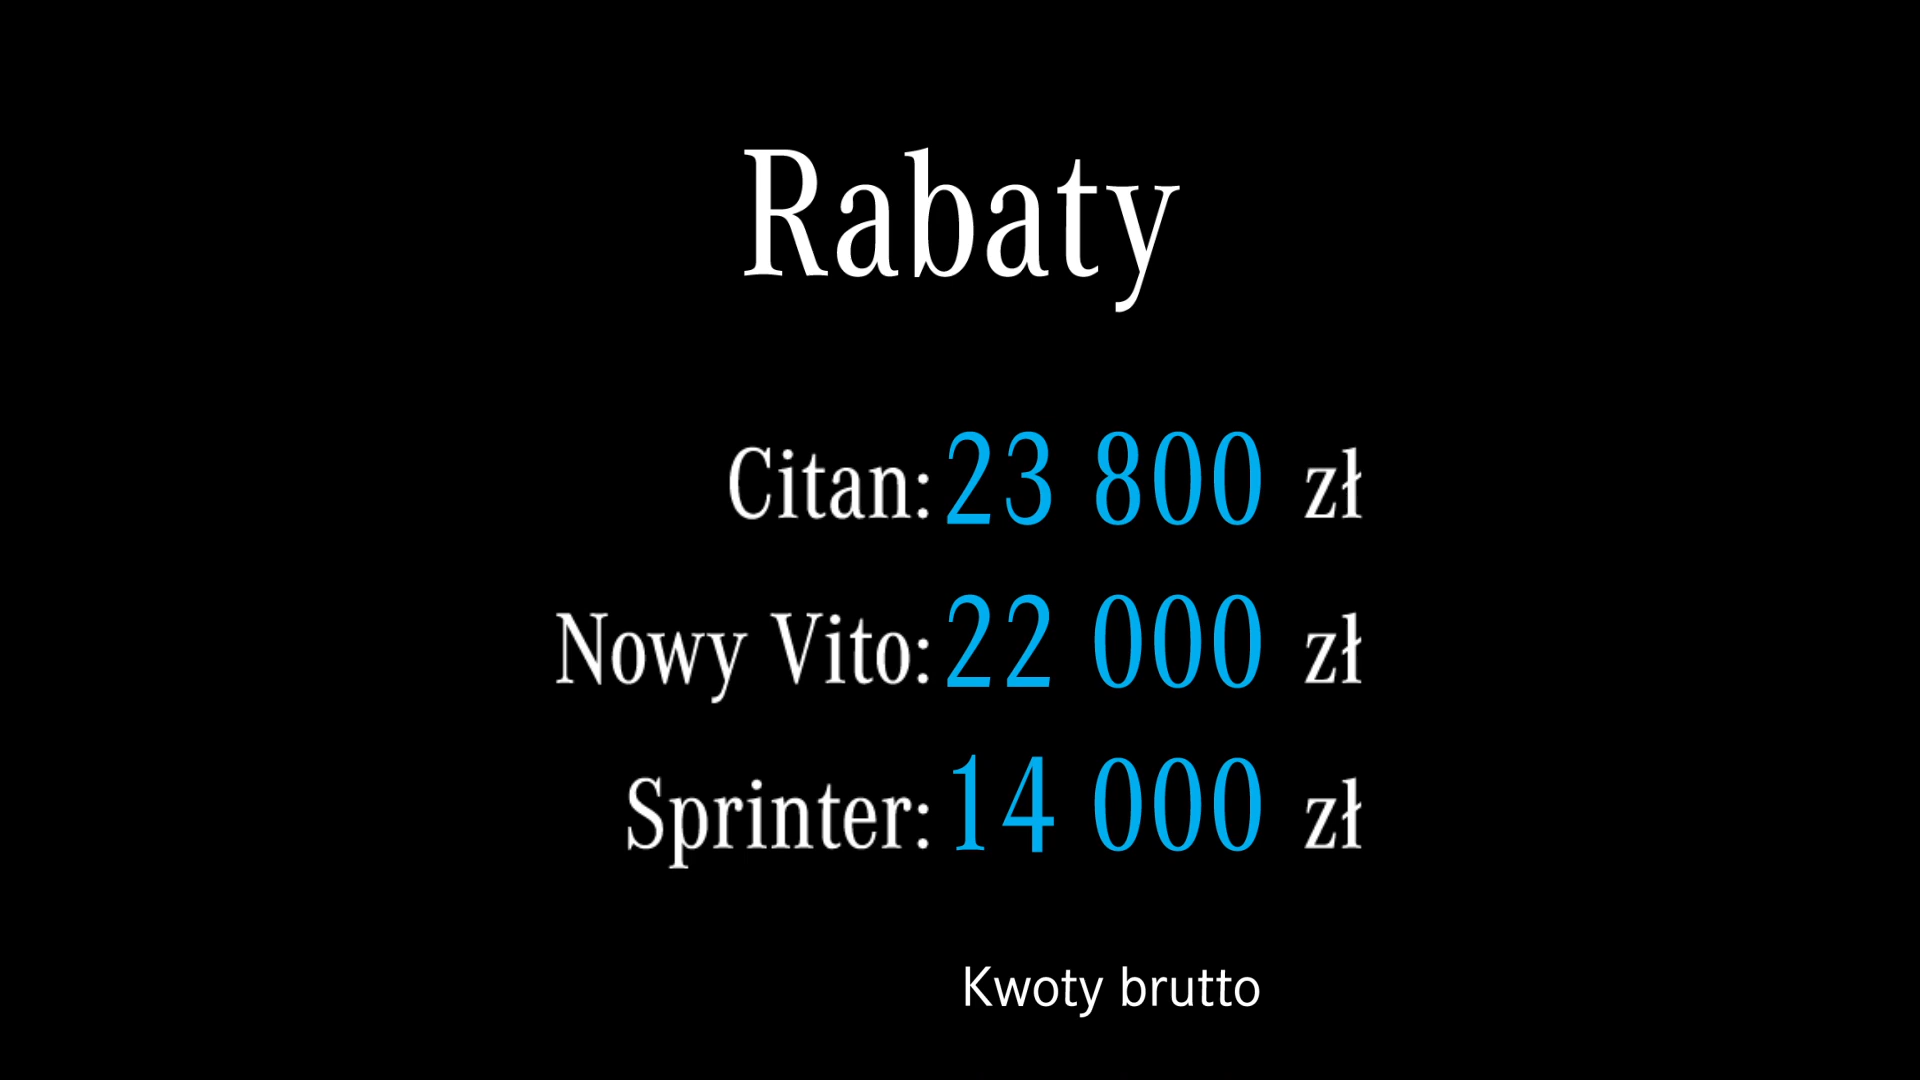 Rabaty
Citan: 23 800 zł
Nowy Vito: 22 000 zł
Sprinter: 14 000 zł
Kwoty brutto